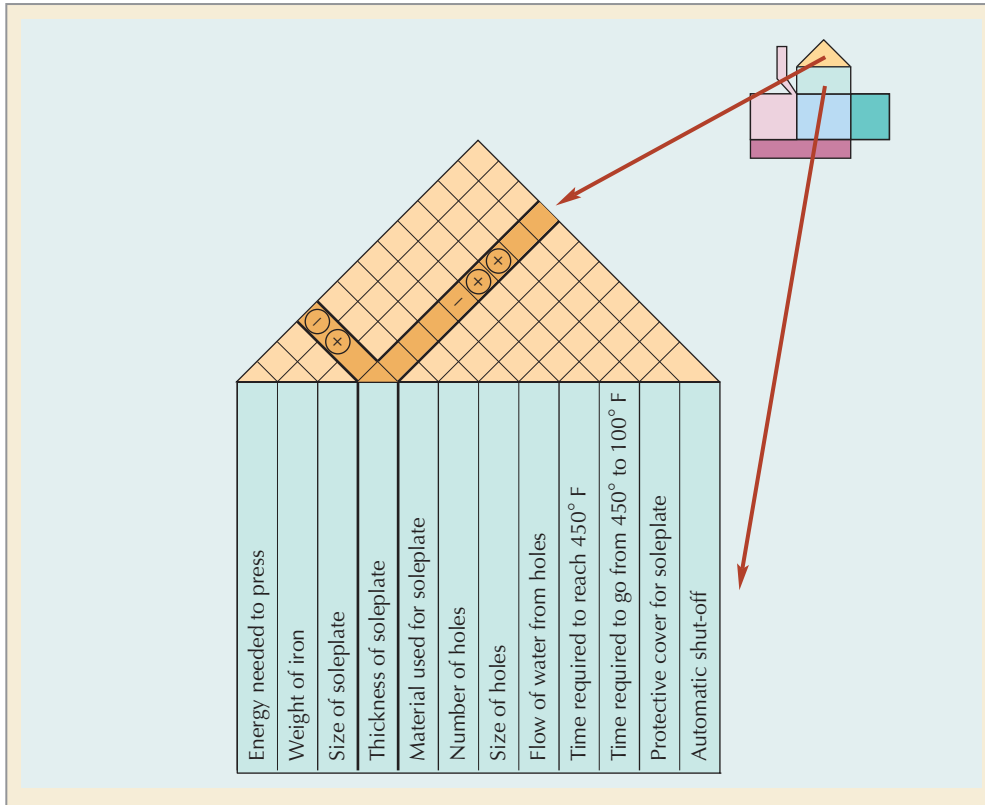 −
+
−
+
+
Energy needed to press
Weight of iron
Size of soleplate
Thickness of soleplate
Material used for soleplate
Number of holes
Size of holes
Flow of water from holes
Time required to reach 450° F
Time required to go from 450° to 100° F
Protective cover for soleplate
Automatic shut-off